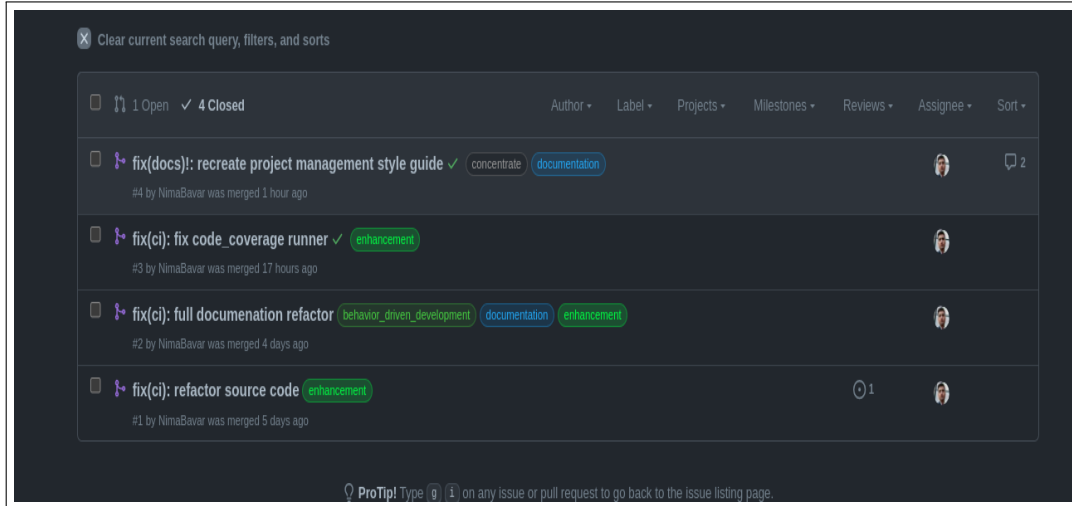 Clear current search query, filters, and sorts
1 Open ✓ 4 Closed Author Label Projects Milestones Reviews Assignee Sort
fix(docs)!: recreate project management style guide ✓ concentrate documentation 2
#4 by NimaBavar was merged 1 hour ago
fix(ci): fix code_coverage runner ✓ enhancement
#3 by NimaBavar was merged 17 hours ago
fix(ci): full documenation refactor behavior_driven_development documentation enhancement
#2 by NimaBavar was merged 4 days ago
fix(ci): refactor source code enhancement 1
#1 by NimaBavar was merged 5 days ago
ProTip! Type g i on any issue or pull request to go back to the issue listing page.